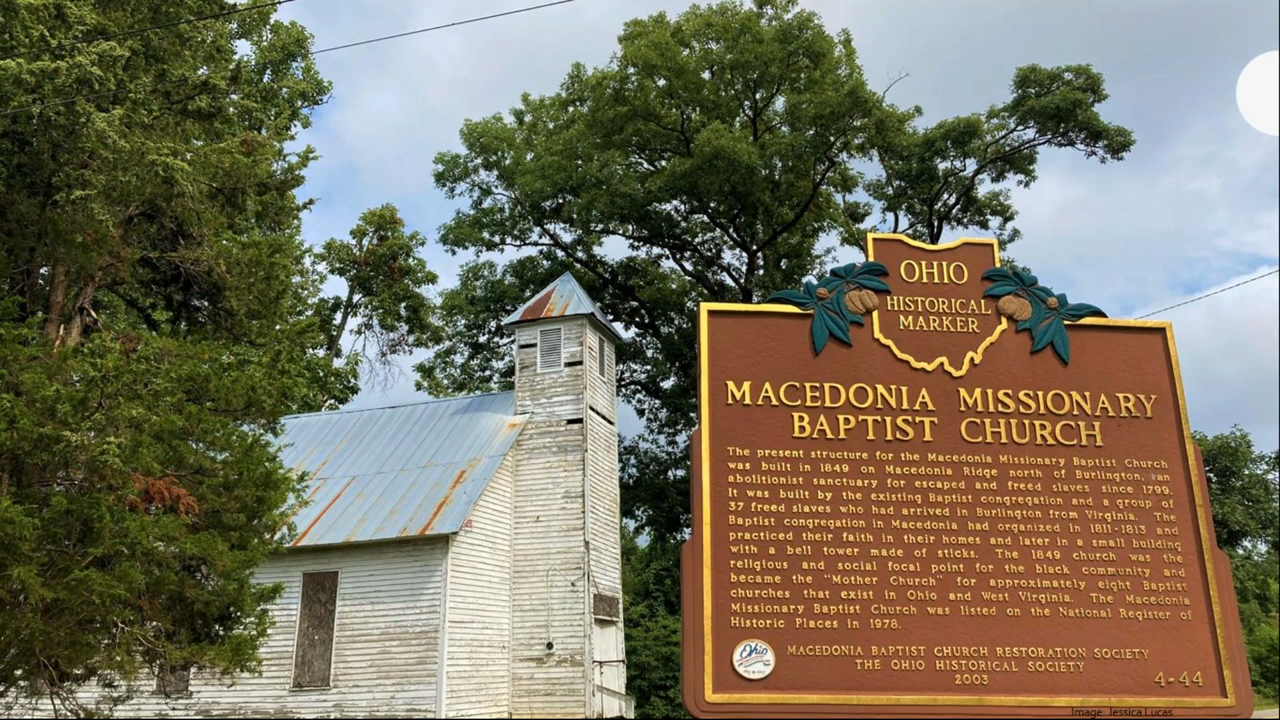 OHIO
HISTORICAL
MARKER
MACEDONIA MISSIONARY
BAPTIST CHURCH
The present structure for the Macedonia Missionary Baptist Church
was built in 1849 on Macedonia Ridge north of Burlington, an
abolitionist sanctuary for escaped and freed slaves since 1799.
It was built by the existing Baptist congregation and a group of
37 freed slaves who had arrived in Burlington from Virginia. The
Baptist congregation in Macedonia had organized in 1811-1813 and
practiced their faith in their homes and later in a small building
with a bell tower made of sticks. The 1849 church was the
religious and social focal point for the black community and
became the "Mother Church" for approximately eight Baptist
churches that exist in Ohio and West Virginia. The Macedonia
Missionary Baptist Church was listed on the National Register of
Historic Places in 1978.
Ohio
MACEDONIA BAPTIST CHURCH RESTORATION SOCIETY
THE OHIO HISTORICAL SOCIETY
2003
4-44
Image: Jessica Lucas